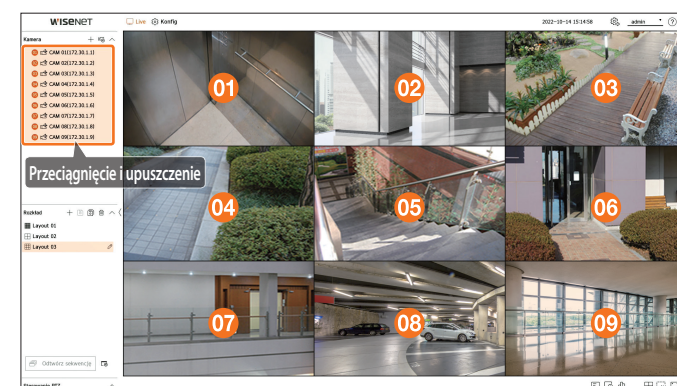 WISENET
Live Konfig
2022-10-14 15:14:58 admin ?
Kamera
CAM 01(172.30.1.1)
CAM 02(172.30.1.2)
CAM 03(172.30.1.3)
CAM 04(172.30.1.4)
CAM 05(172.30.1.5)
CAM 06(172.30.1.6)
CAM 07(172.30.1.7)
CAM 08(172.30.1.8)
CAM 09(172.30.1.9)
Przeciągnięcie i upuszczenie
01
02
03
04
05
06
07
08
09
Rozkład
Layout 01
Layout 02
Layout 03
Odtwórz sekwencję